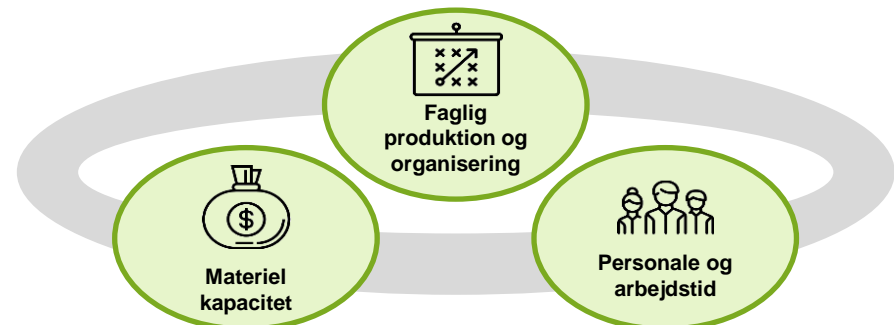 Faglig
produktion og
organisering
$
Materiel
kapacitet
Personale og
arbejdstid